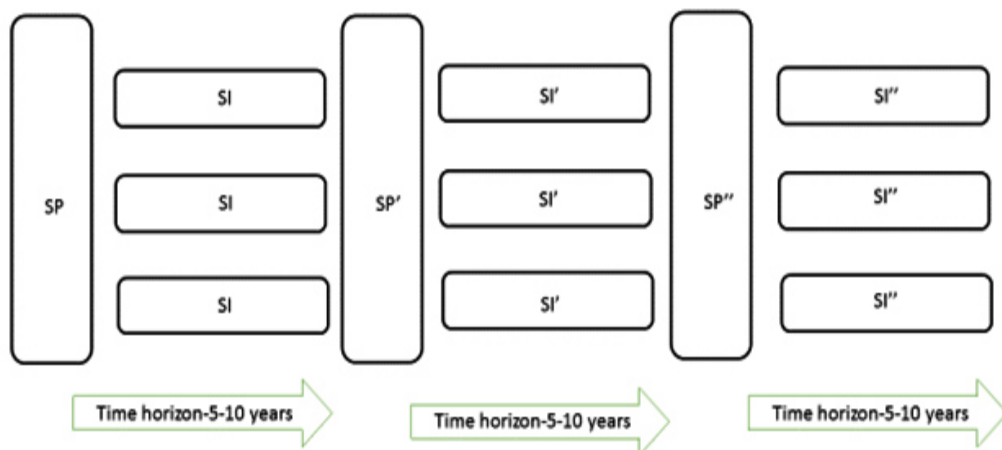 SP
SI
SI
SI
SP'
SI'
SI'
SI'
SP"
SI"
SI"
SI"
Time horizon-5-10 years
Time horizon-5-10 years
Time horizon-5-10 years